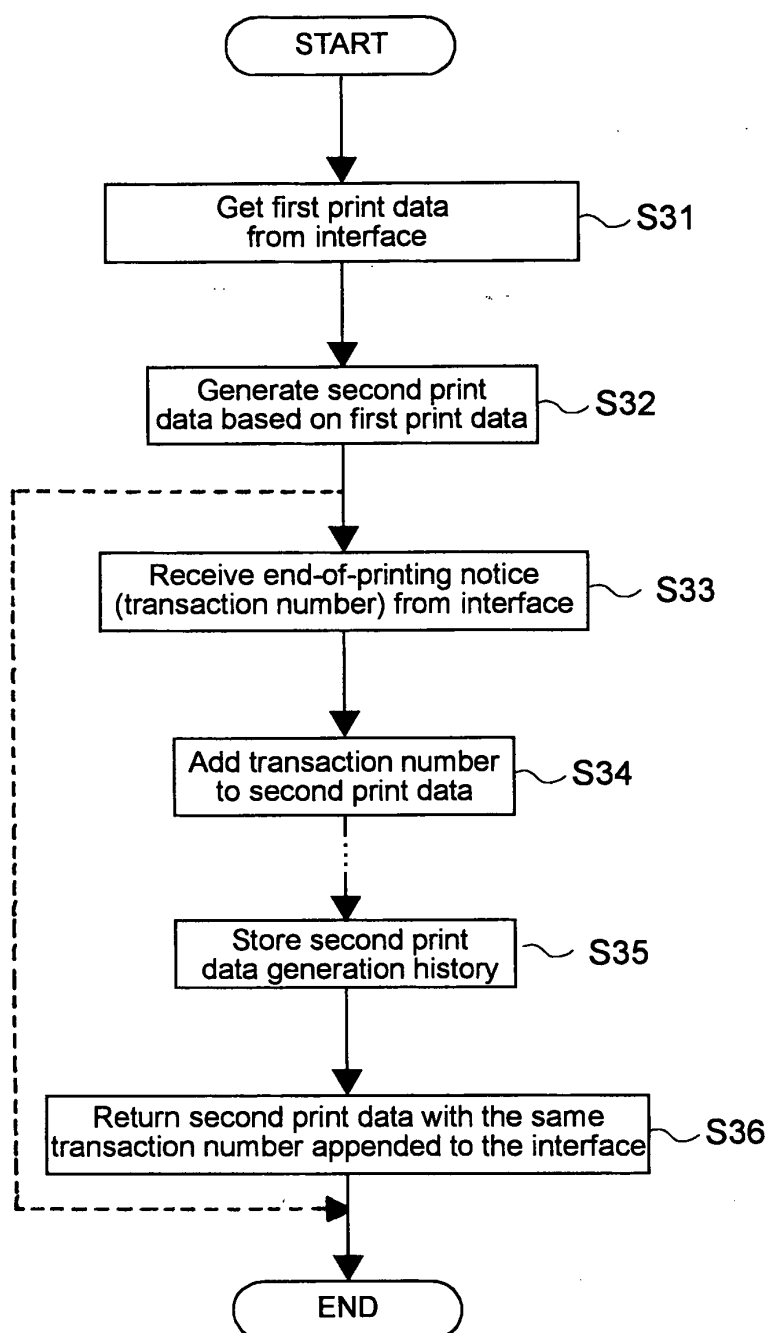 START
Get first print data
from interface
S31
Generate second print
data based on first print data
S32
Receive end-of-printing notice
(transaction number) from interface
S33
Add transaction number
to second print data
S34
Store second print
data generation history
S35
Return second print data with the same
transaction number appended to the interface
S36
END